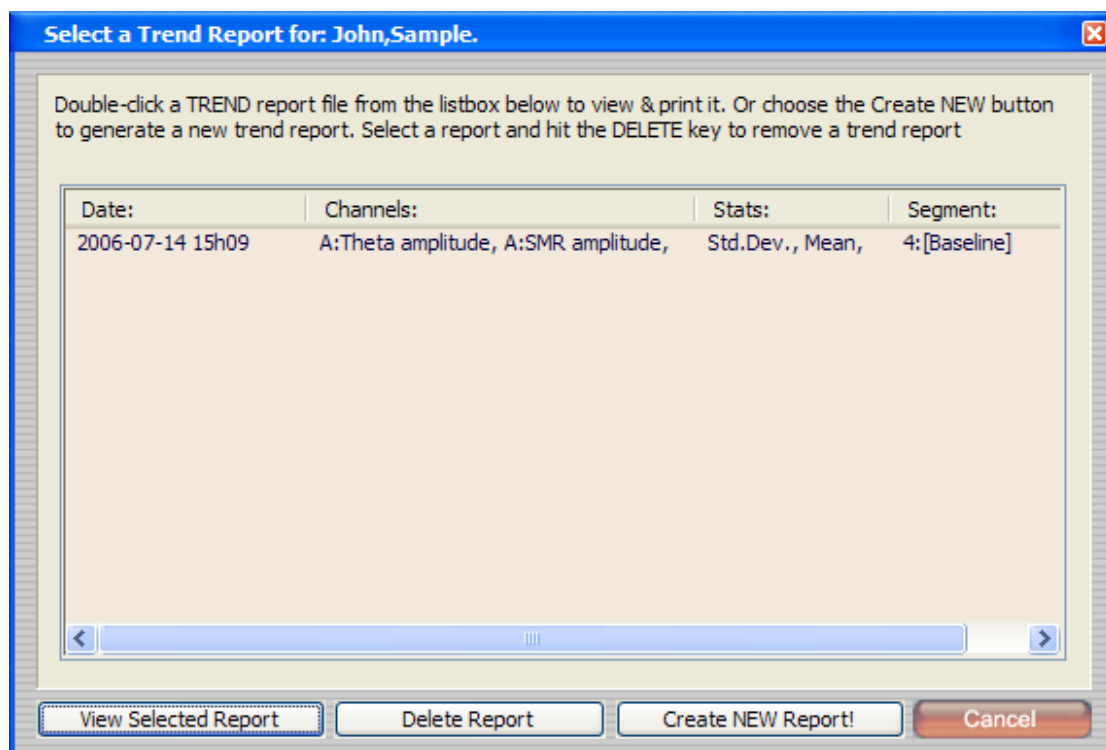 Select a Trend Report for: John,Sample.
Double-click a TREND report file from the listbox below to view & print it. Or choose the Create NEW button
to generate a new trend report. Select a report and hit the DELETE key to remove a trend report
Date: Channels: Stats: Segment:
2006-07-14 15h09 A:Theta amplitude, A:SMR amplitude, Std.Dev., Mean, 4:[Baseline]
View Selected Report Delete Report Create NEW Report! Cancel